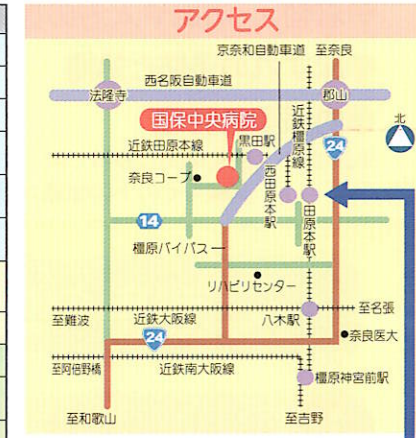 アクセス
京奈和自動車道
至奈良
西名阪自動車道
法隆寺
郡山
北
国保中央病院
黒田駅
近鉄橿原線
24
近鉄田原本線
奈良コープ
西田原本駅
田原本駅
14
橿原バイパス
リハビリセンター
至名張
至難波
近鉄大阪線
八木駅
24
奈良医大
至阿倍野橋
近鉄南大阪線
橿原神宮前駅
至和歌山
至吉野